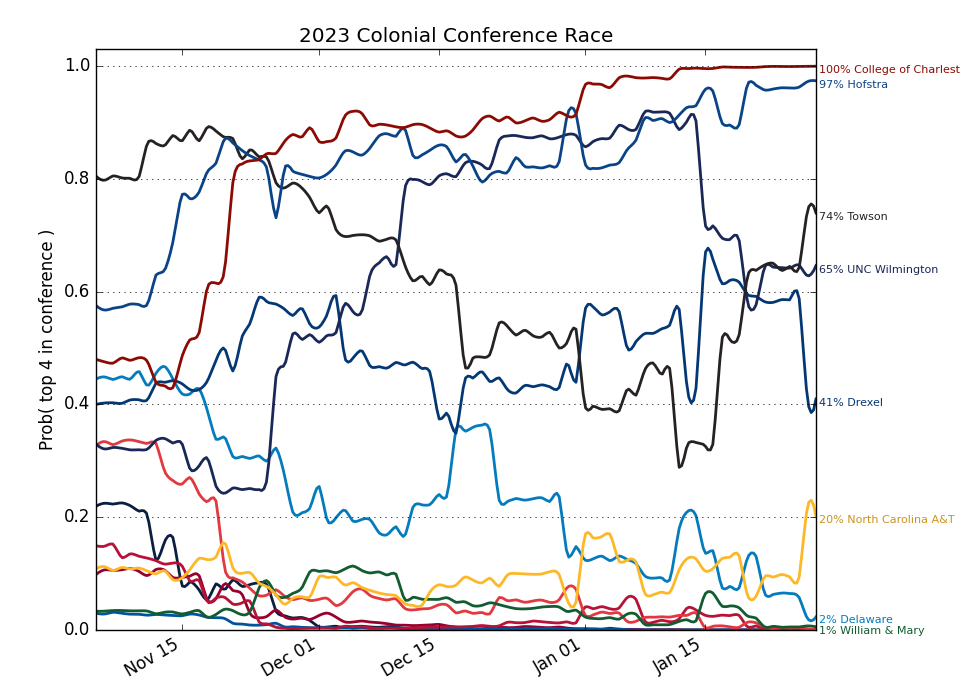 2023 Colonial Conference Race
Prob( top 4 in conference )
1.0
0.8
0.6
0.4
0.2
0.0
Nov 15
Dec 01
Dec 15
Jan 01
Jan 15
100% College of Charlest
97% Hofstra
74% Towson
65% UNC Wilmington
41% Drexel
20% North Carolina A&T
2% Delaware
1% William & Mary